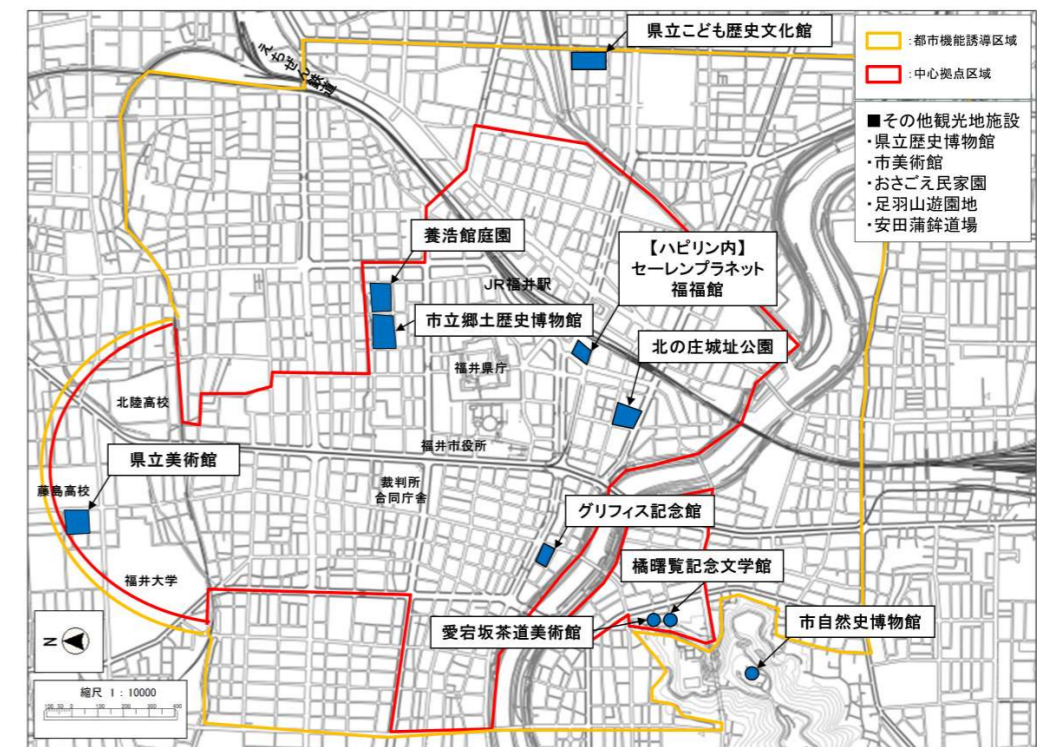 県立こども歴史文化館
:都市機能誘導区域
:中心拠点区域
えちぜん鉄道
■その他観光地施設
・県立歴史博物館
・市美術館
・おさごえ民家園
・足羽山遊園地
・安田蒲鉾道場
養浩館庭園
【ハピリン内】
セーレンプラネット
福福館
JR福井駅
市立郷土歴史博物館
北の庄城址公園
福井県庁
北陸高校
福井市役所
県立美術館
裁判所
合同庁舎
藤島高校
グリフィス記念館
橘曙覧記念文学館
福井大学
愛宕坂茶道美術館
市自然史博物館
N
縮尺 1:10000
100 50 0 100 200 300 400